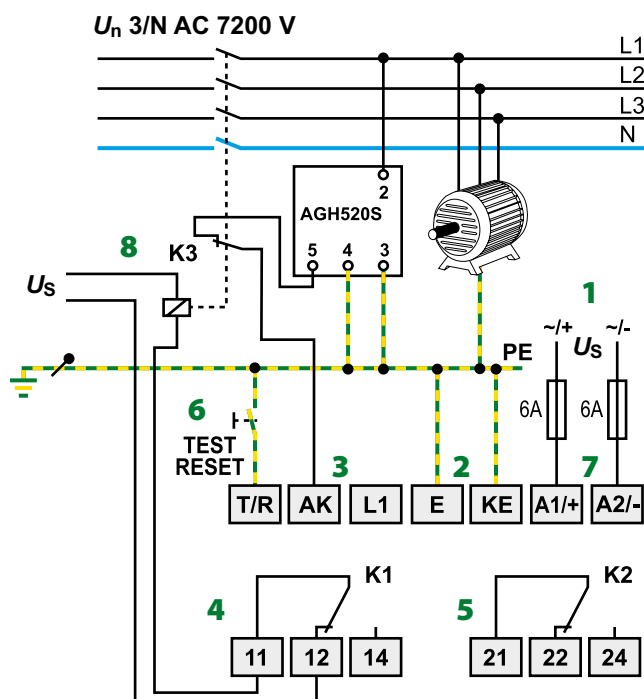 Un 3/N AC 7200 V
L1
L2
L3
N
2
AGH520S
5 4 3
8
K3
US
1
~/+ ~/-
US
PE
6A 6A
6
TEST
RESET
3 2 7
T/R AK L1 E KE A1/+ A2/-
K1 K2
4 5
11 12 14 21 22 24